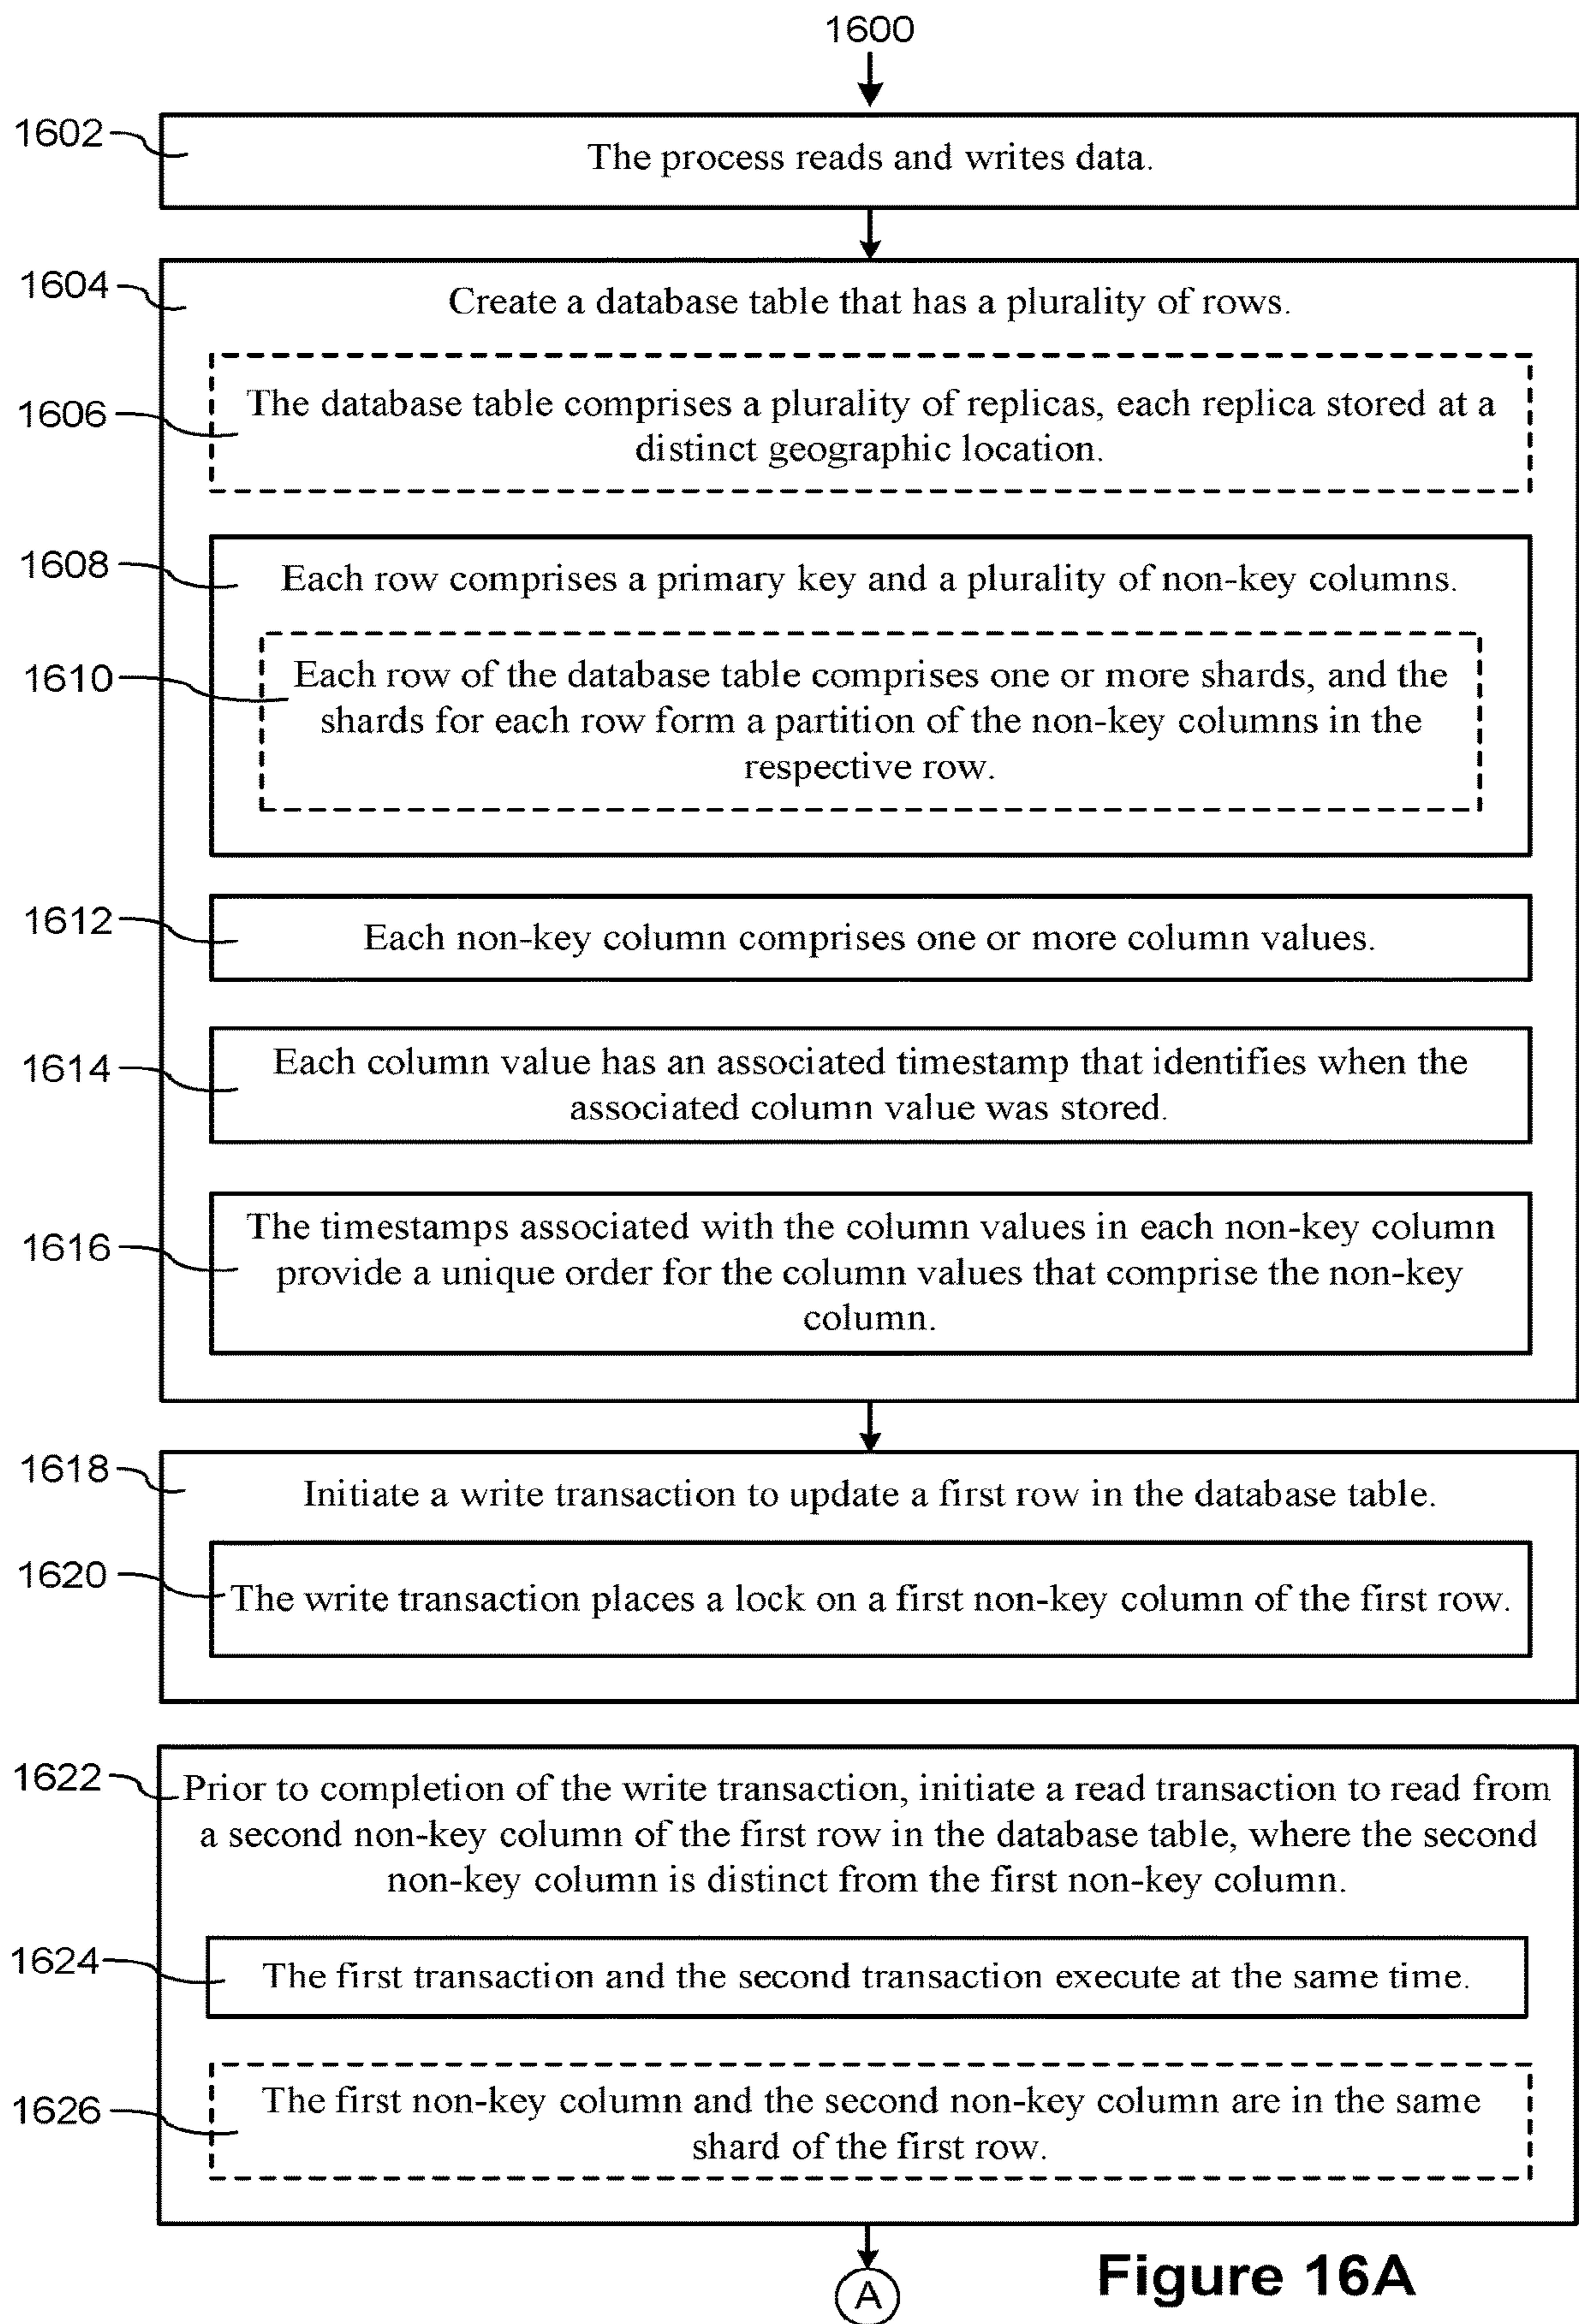 1600
1602
The process reads and writes data.
1604
Create a database table that has a plurality of rows.
1606
The database table comprises a plurality of replicas, each replica stored at a
distinct geographic location.
1608
Each row comprises a primary key and a plurality of non-key columns.
1610
Each row of the database table comprises one or more shards, and the
shards for each row form a partition of the non-key columns in the
respective row.
1612
Each non-key column comprises one or more column values.
1614
Each column value has an associated timestamp that identifies when the
associated column value was stored.
1616
The timestamps associated with the column values in each non-key column
provide a unique order for the column values that comprise the non-key
column.
1618
Initiate a write transaction to update a first row in the database table.
1620
The write transaction places a lock on a first non-key column of the first row.
1622
Prior to completion of the write transaction, initiate a read transaction to read from
a second non-key column of the first row in the database table, where the second
non-key column is distinct from the first non-key column.
1624
The first transaction and the second transaction execute at the same time.
1626
The first non-key column and the second non-key column are in the same
shard of the first row.
A
Figure 16A